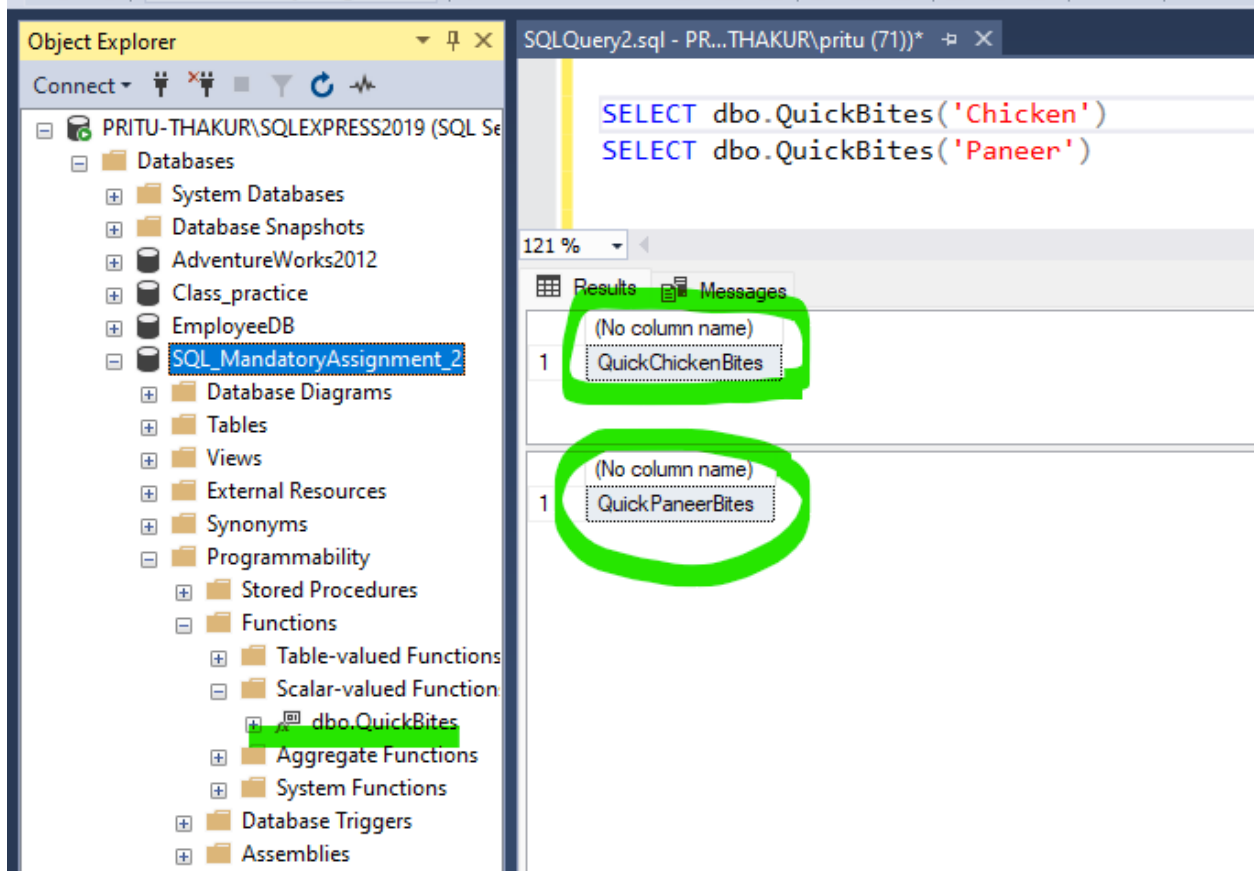 Object Explorer
Connect
PRITU-THAKUR\SQLEXPRESS2019 (SQL Se
Databases
System Databases
Database Snapshots
AdventureWorks2012
Class_practice
EmployeeDB
SQL_MandatoryAssignment_2
Database Diagrams
Tables
Views
External Resources
Synonyms
Programmability
Stored Procedures
Functions
Table-valued Functions
Scalar-valued Function
dbo.QuickBites
Aggregate Functions
System Functions
Database Triggers
Assemblies
SQLQuery2.sql - PR...THAKUR\pritu (71))*
SELECT dbo.QuickBites('Chicken')
SELECT dbo.QuickBites('Paneer')
121 %
Results Messages
(No column name)
1 QuickChickenBites
(No column name)
1 QuickPaneerBites